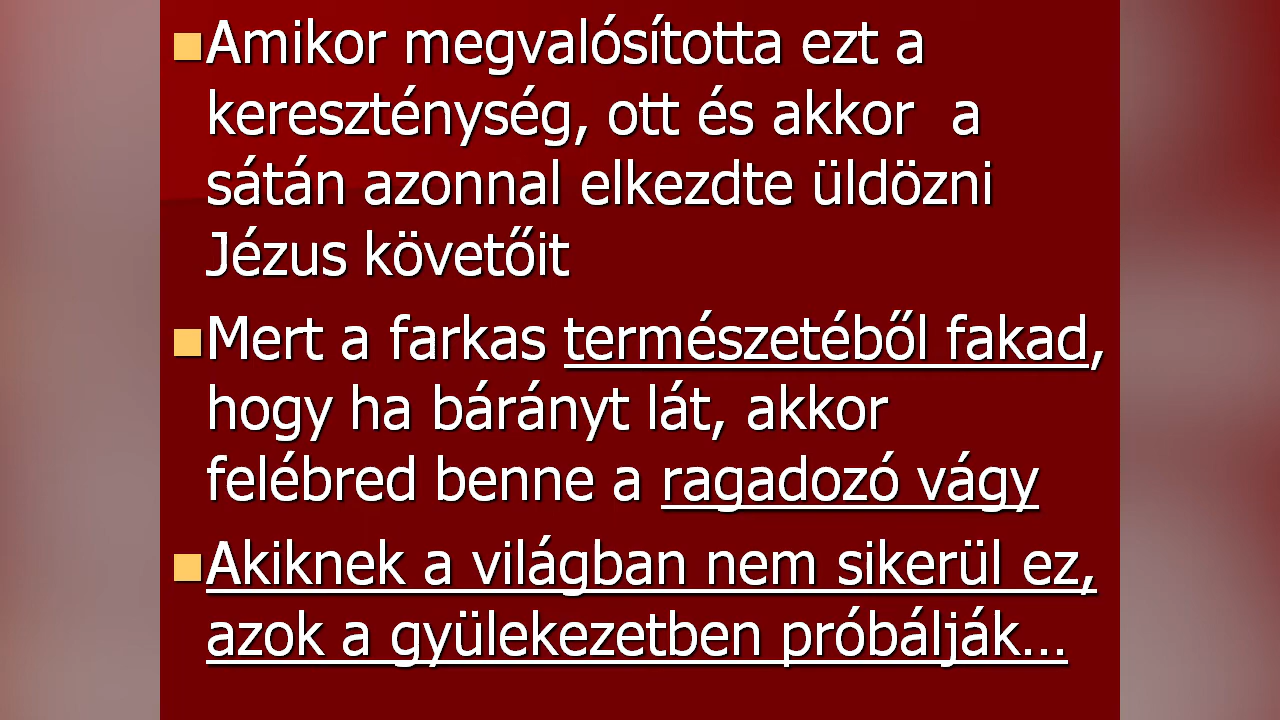 Amikor megvalósította ezt a
kereszténység, ott és akkor  a
sátán azonnal elkezdte üldözni
Jézus követőit
Mert a farkas természetéből fakad,
hogy ha bárányt lát, akkor
felébred benne a ragadozó vágy
Akiknek a világban nem sikerül ez,
azok a gyülekezetben próbálják...